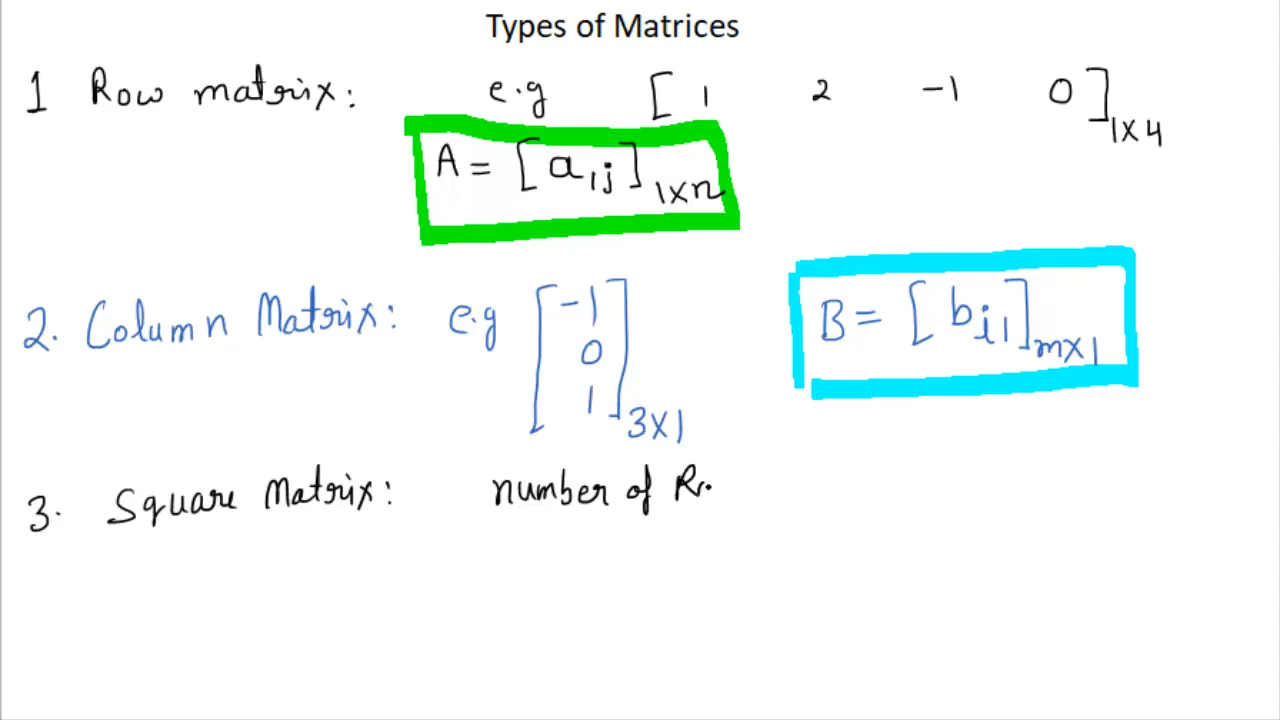 Types of Matrices
1 Row matrix: e.g [ 1 2 -1 0 ]1x4
A = [ a1j ]1xn
2. Column Matrix: e.g [ -1 0 1 ]3x1 B = [ bi1 ]mx1
3. Square Matrix: number of R.